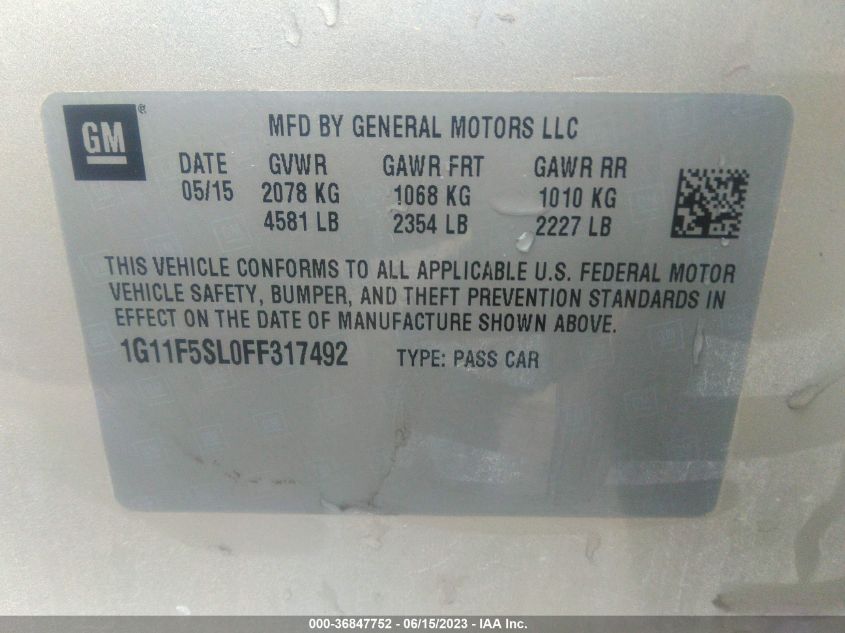 GM®
MFD BY GENERAL MOTORS LLC
DATE GVWR GAWR FRT GAWR RR
05/15 2078 KG 1068 KG 1010 KG
4581 LB 2354 LB 2227 LB
THIS VEHICLE CONFORMS TO ALL APPLICABLE U.S. FEDERAL MOTOR
VEHICLE SAFETY, BUMPER, AND THEFT PREVENTION STANDARDS IN
EFFECT ON THE DATE OF MANUFACTURE SHOWN ABOVE.
1G11F5SL0FF317492 TYPE: PASS CAR
000-36847752 - 06/15/2023 - IAA Inc.